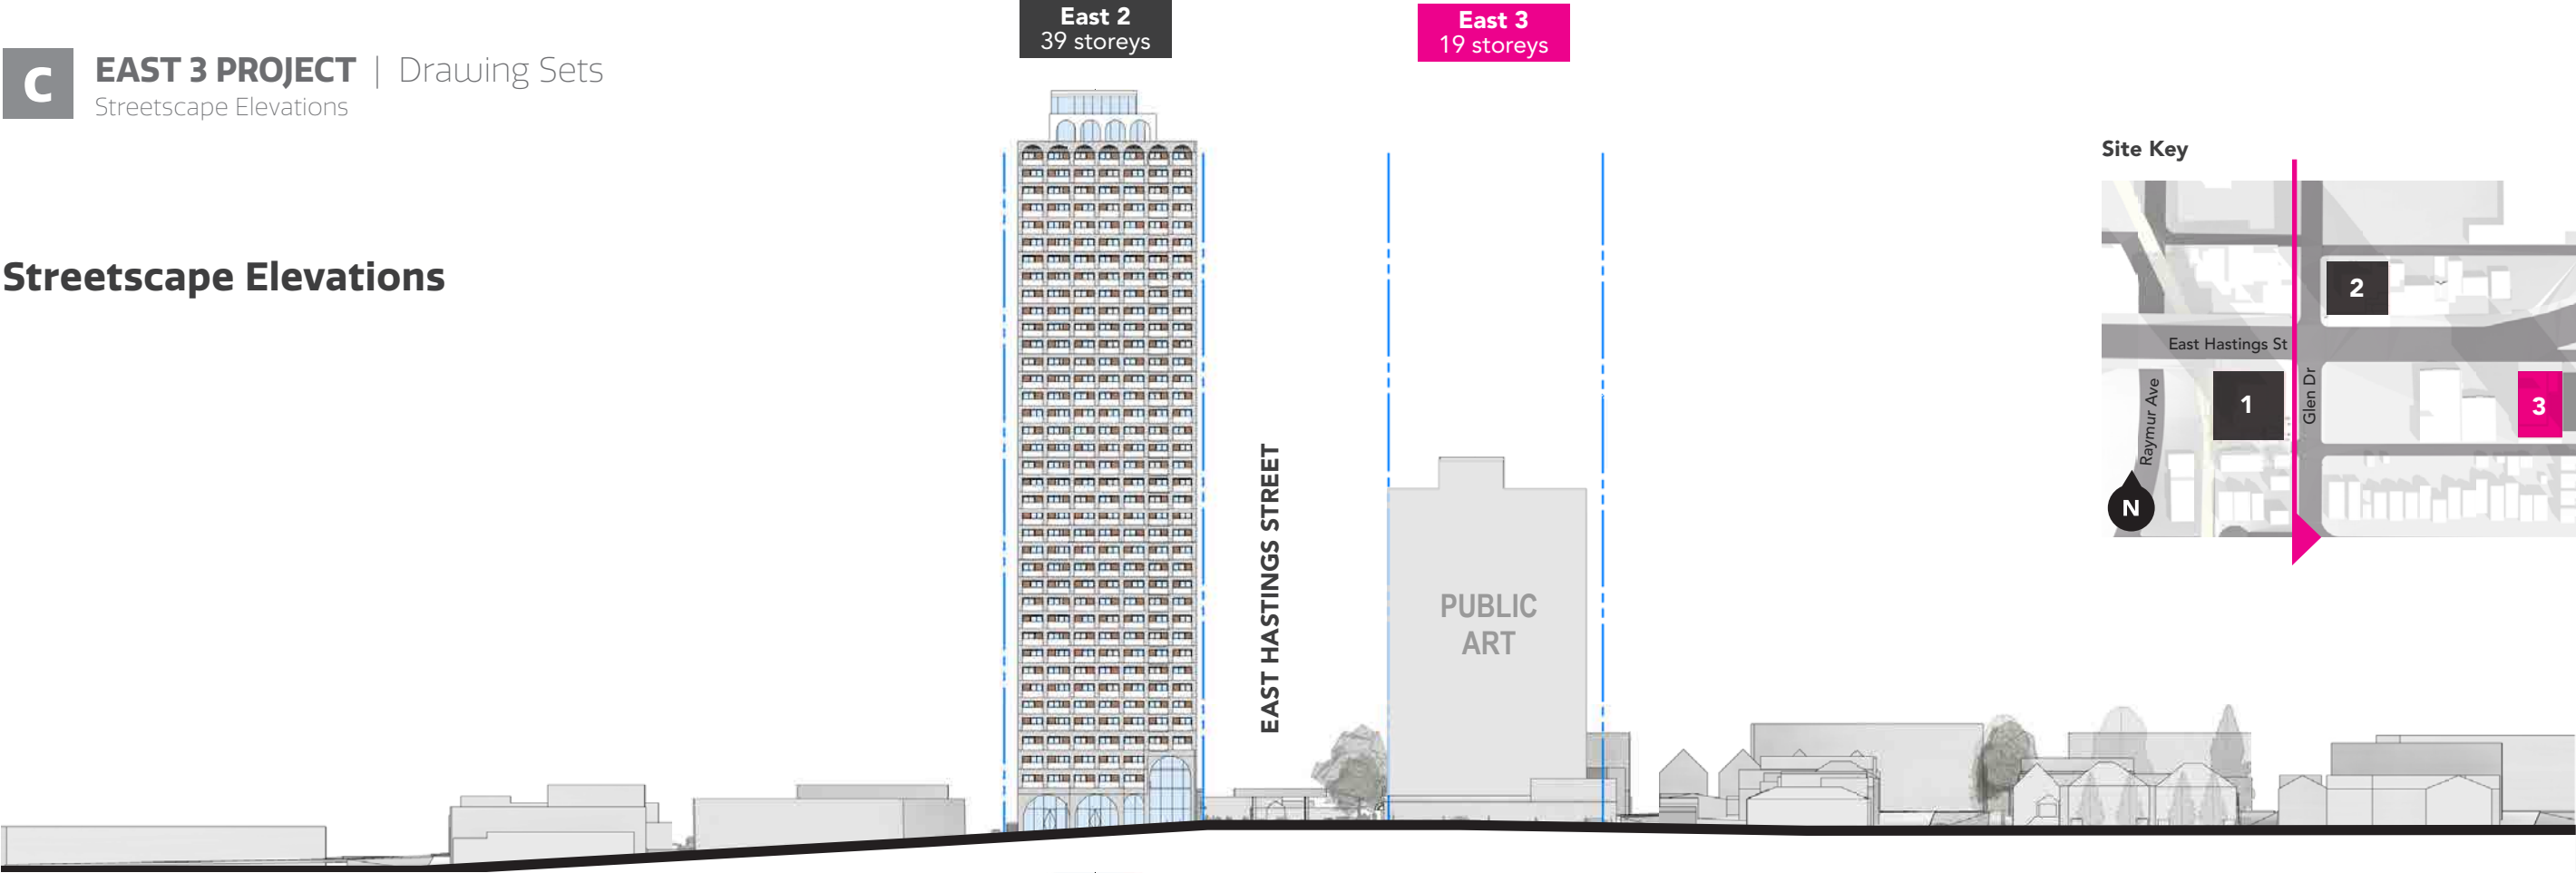 East 2
39 storeys
East 3
19 storeys
C
EAST 3 PROJECT | Drawing Sets
Streetscape Elevations
Streetscape Elevations
EAST HASTINGS STREET
PUBLIC
ART
Site Key
2
East Hastings St
1
Raymur Ave
Glen Dr
3
N